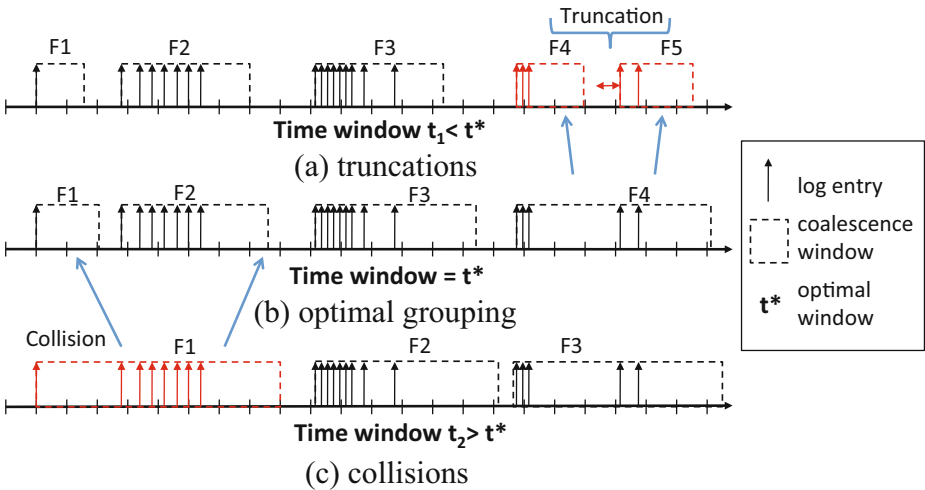 Truncation
F1 F2 F3 F4 F5
Time window t₁< t*
(a) truncations
F1 F2 F3 F4
Time window = t*
(b) optimal grouping
Collision
F1 F2 F3
Time window t₂> t*
(c) collisions
log entry
coalescence
window
t* optimal
window